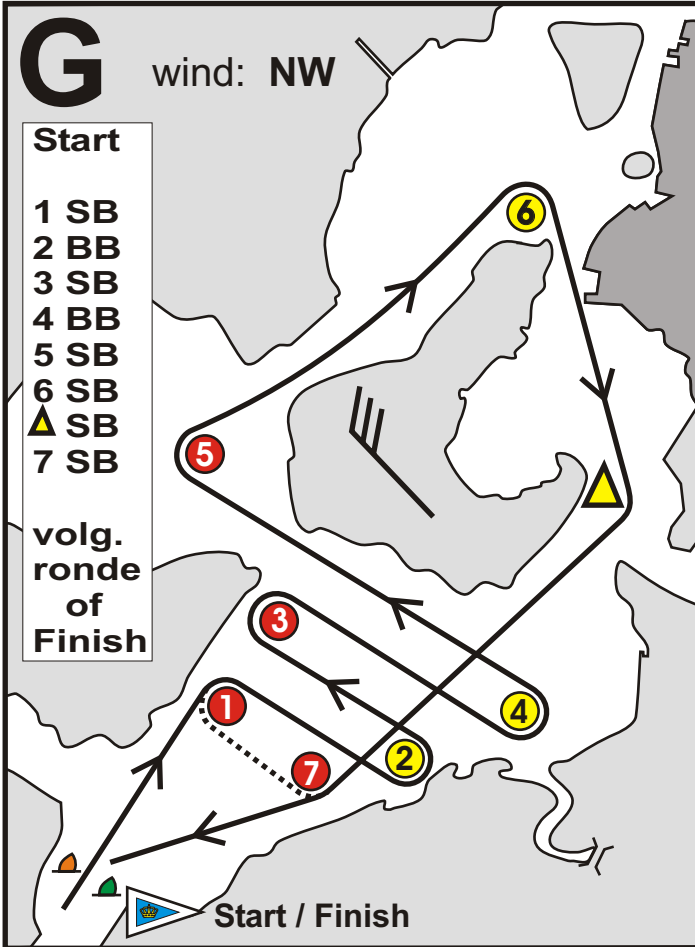 G
wind: NW
Start
1 SB
2 BB
3 SB
4 BB
5 SB
6 SB
SB
7 SB
volg.
ronde
of
Finish
6
5
3
4
1
2
7
Start / Finish